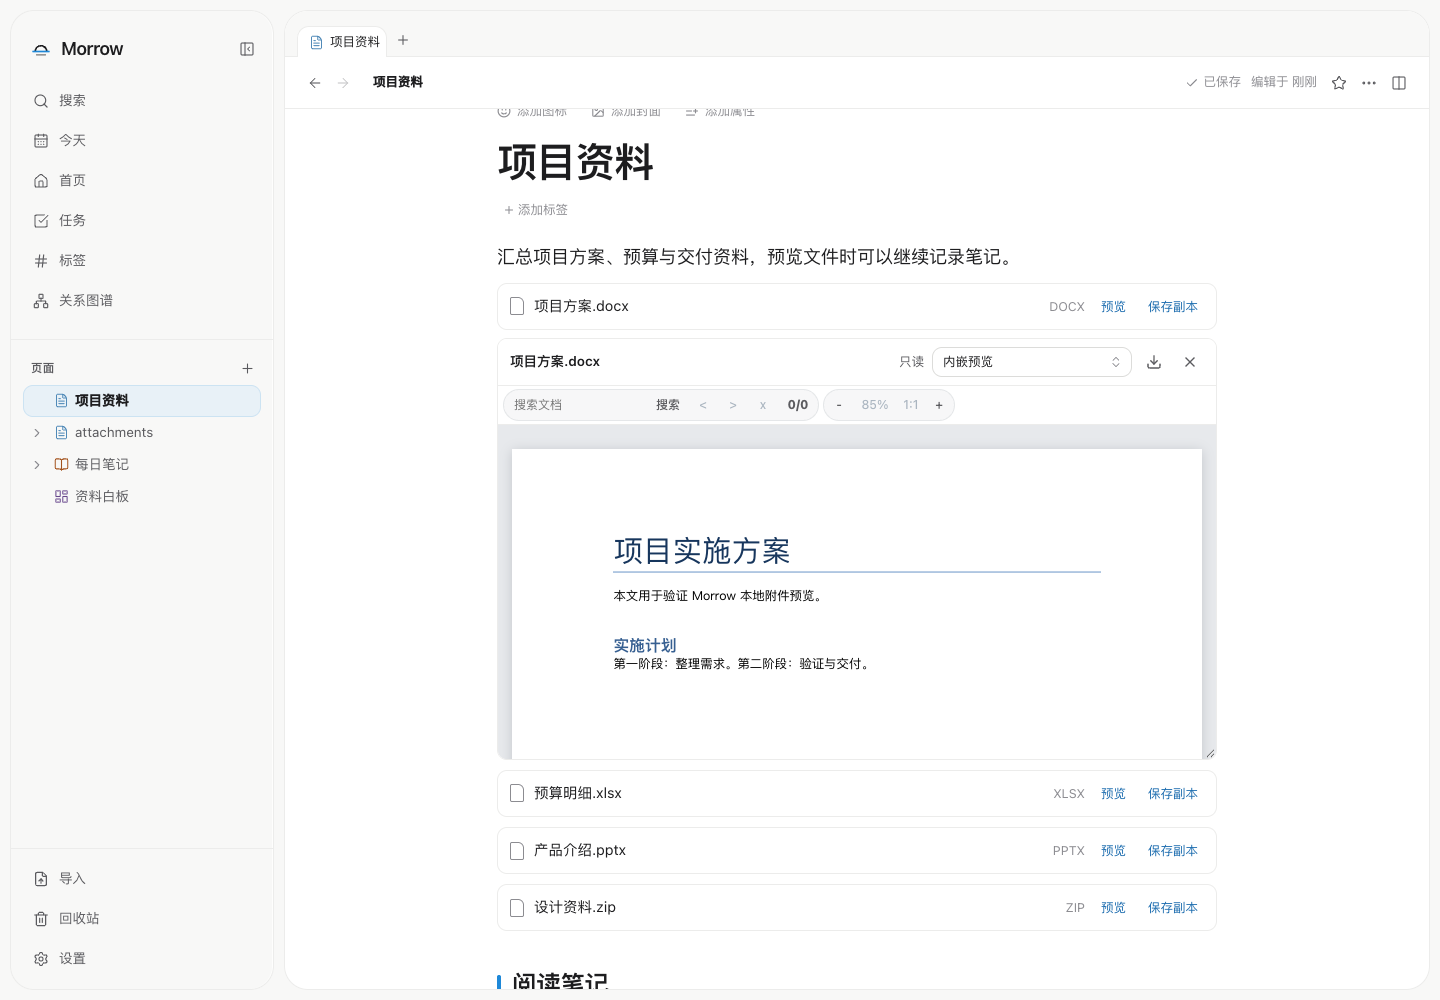 Morrow
搜索
今天
首页
任务
标签
关系图谱
页面
项目资料
attachments
每日笔记
资料白板
导入
回收站
设置
项目资料
项目资料
已保存 编辑于 刚刚
添加图标 添加封面 添加属性
项目资料
添加标签
汇总项目方案、预算与交付资料，预览文件时可以继续记录笔记。
项目方案.docx DOCX 预览 保存副本
项目方案.docx 只读 内嵌预览
搜索文档 搜索 < > x 0/0 - 85% 1:1 +
项目实施方案
本文用于验证 Morrow 本地附件预览。
实施计划
第一阶段：整理需求。第二阶段：验证与交付。
预算明细.xlsx XLSX 预览 保存副本
产品介绍.pptx PPTX 预览 保存副本
设计资料.zip ZIP 预览 保存副本
阅读笔记